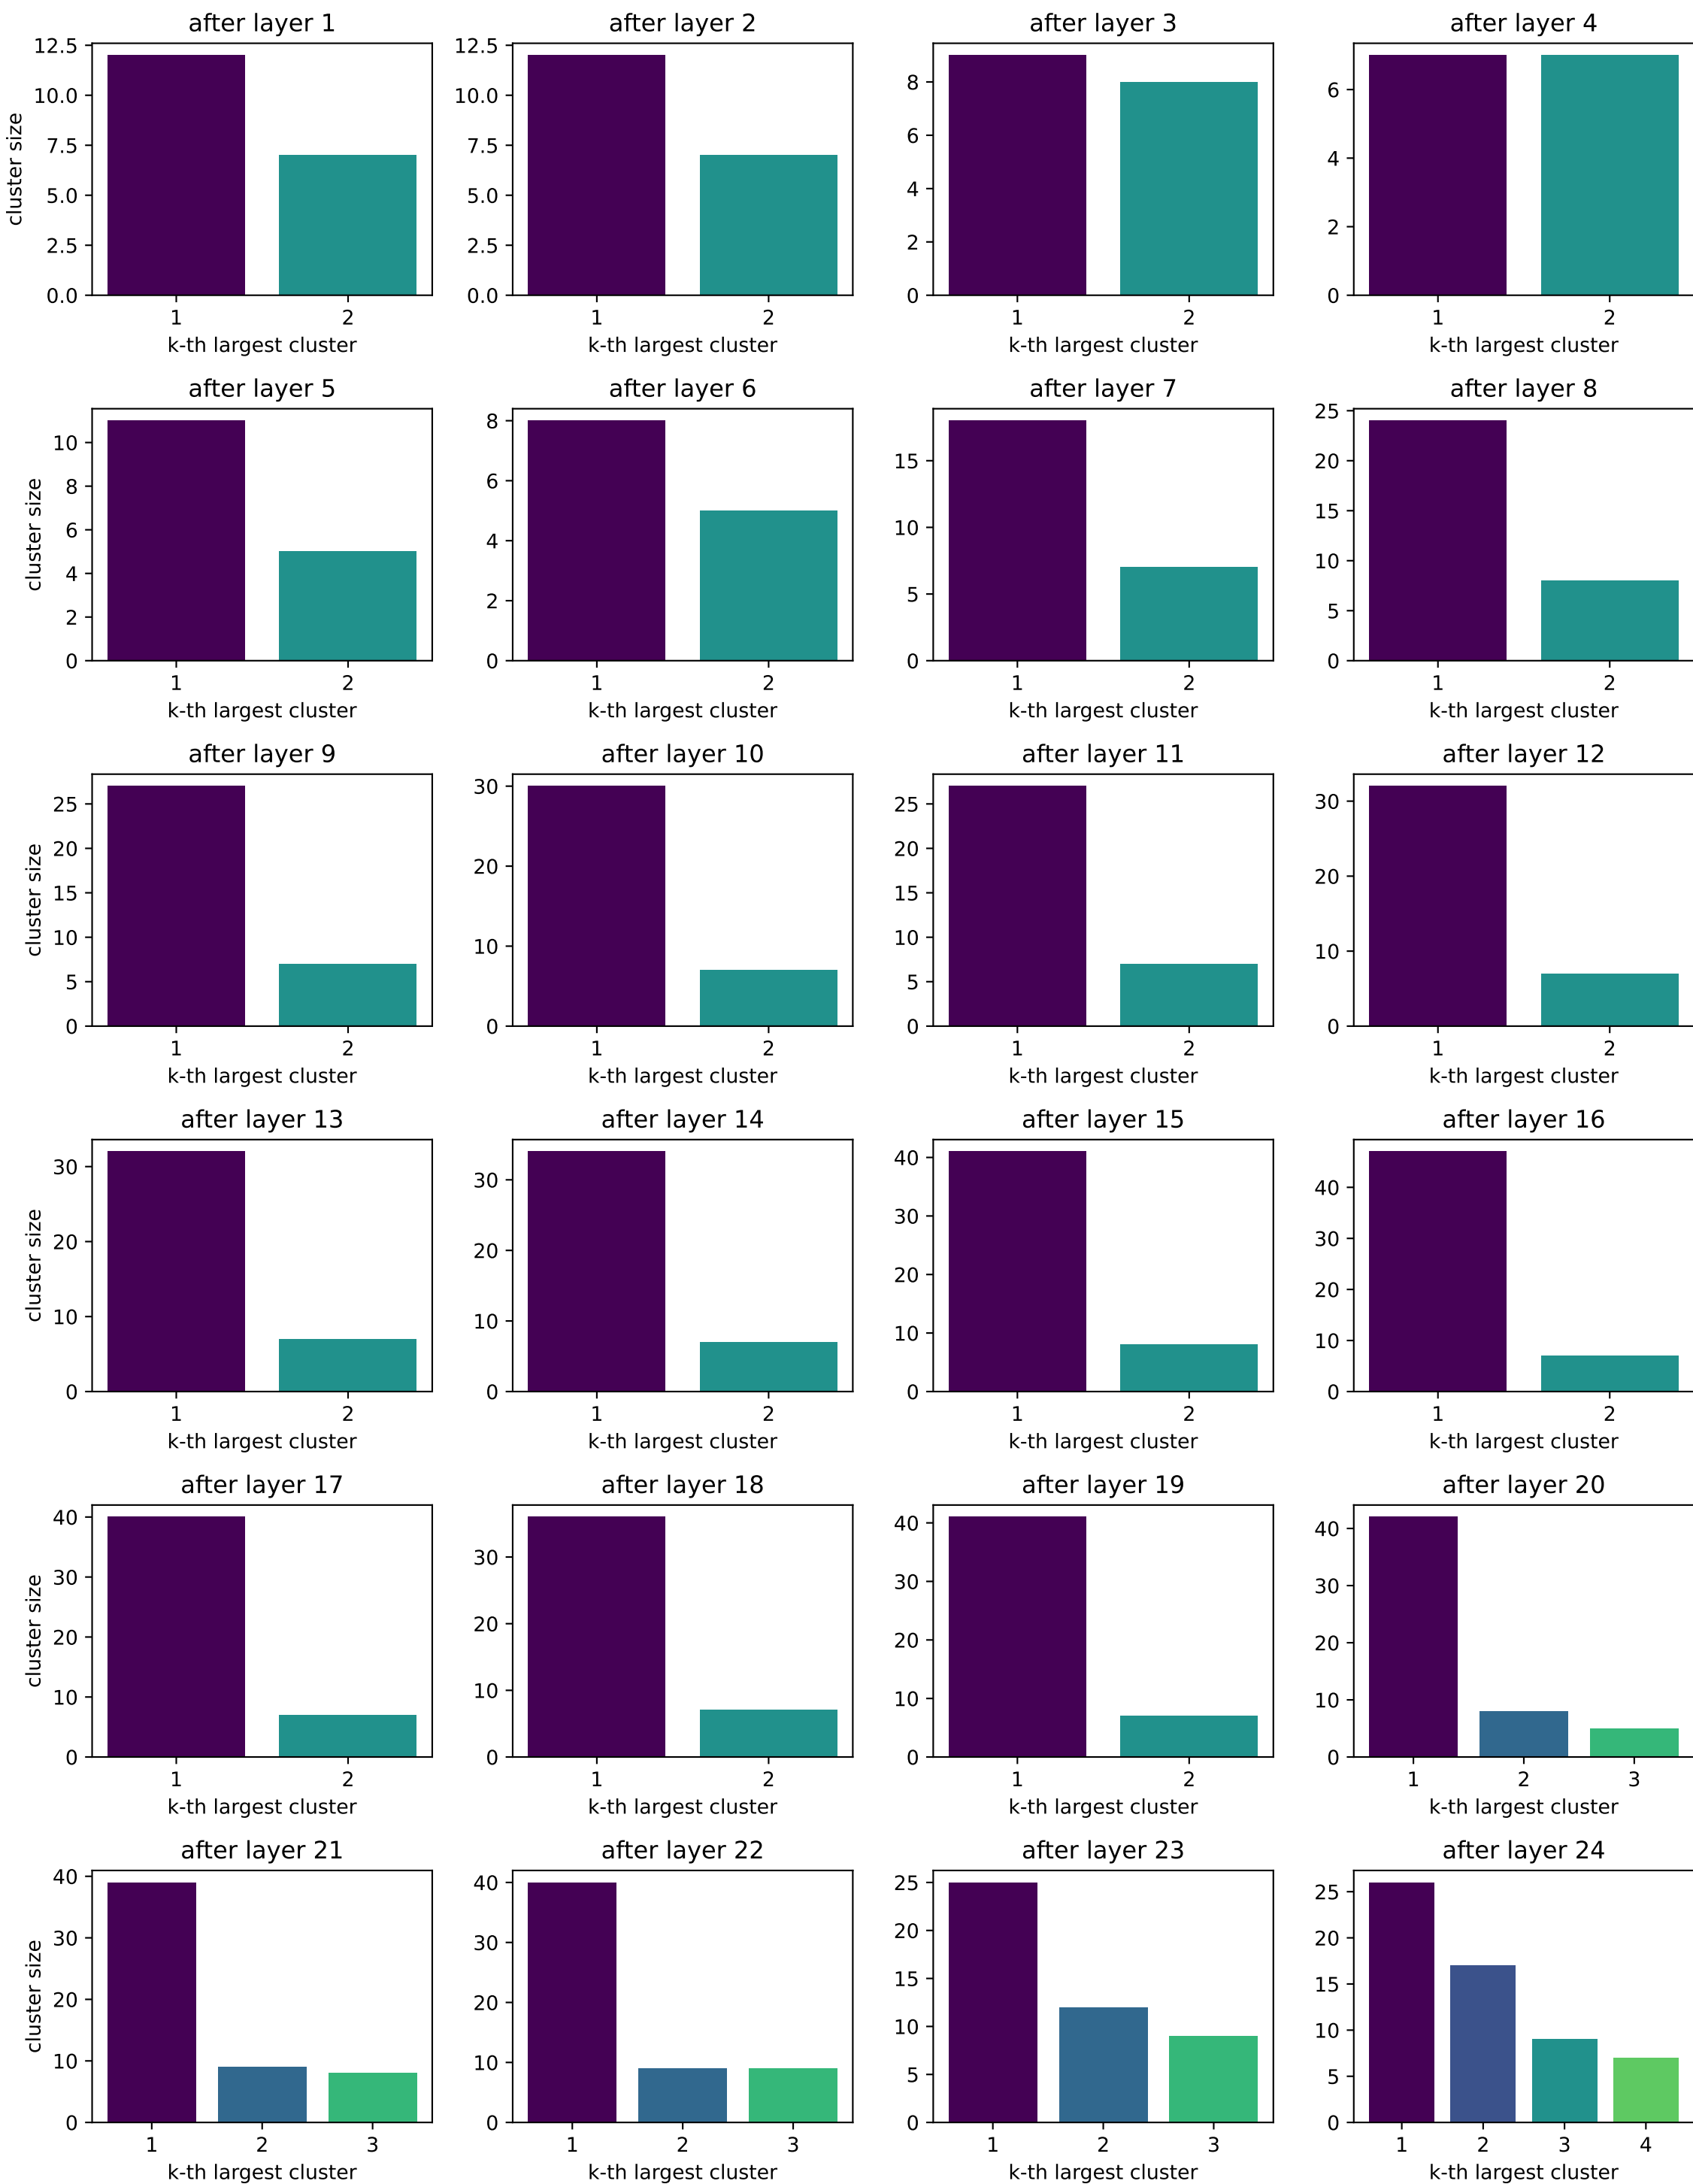 after layer 1 after layer 2 after layer 3 after layer 4
12.5 12.5
10.0 10.0 8 6
7.5 7.5 6 4
5.0 5.0 4
2.5 2.5 2 2
0.0 0.0 0 0
cluster size
1 2 1 2 1 2 1 2
k-th largest cluster k-th largest cluster k-th largest cluster k-th largest cluster
after layer 5 after layer 6 after layer 7 after layer 8
10 8 15 25
8 6 20
6 4 10 15
4 10
2 2 5 5
0 0 0 0
cluster size
1 2 1 2 1 2 1 2
k-th largest cluster k-th largest cluster k-th largest cluster k-th largest cluster
after layer 9 after layer 10 after layer 11 after layer 12
25 30 25 30
20 20 20 20
15 15
10 10 10 10
5 5
0 0 0 0
cluster size
1 2 1 2 1 2 1 2
k-th largest cluster k-th largest cluster k-th largest cluster k-th largest cluster
after layer 13 after layer 14 after layer 15 after layer 16
30 30 40 40
20 20 30 30
20 20
10 10 10 10
0 0 0 0
cluster size
1 2 1 2 1 2 1 2
k-th largest cluster k-th largest cluster k-th largest cluster k-th largest cluster
after layer 17 after layer 18 after layer 19 after layer 20
40 30 40 40
30 20 30 30
20 20 20
10 10 10 10
0 0 0 0
cluster size
1 2 1 2 1 2 1 2 3
k-th largest cluster k-th largest cluster k-th largest cluster k-th largest cluster
after layer 21 after layer 22 after layer 23 after layer 24
40 40 25 25
30 30 20 20
20 20 15 15
10 10 10 10
5 5
0 0 0 0
cluster size
1 2 3 1 2 3 1 2 3 1 2 3 4
k-th largest cluster k-th largest cluster k-th largest cluster k-th largest cluster